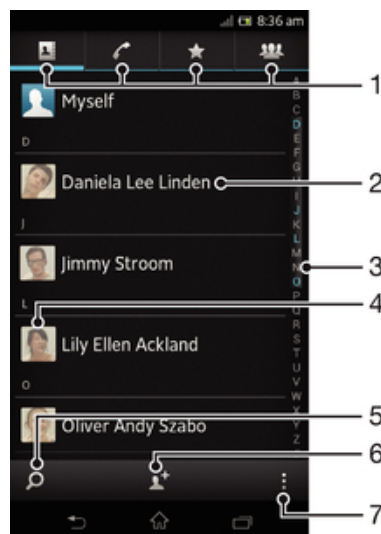 8:36 am
1
A
B
C
D
E
F
G
Myself
D
Daniela Lee Linden
2
I
J
K
L
M
N
O
P
Q
R
S
T
U
V
W
X
Y
Z
3
J
Jimmy Stroom
L
4
Lily Ellen Ackland
O
Oliver Andy Szabo
5
6
7